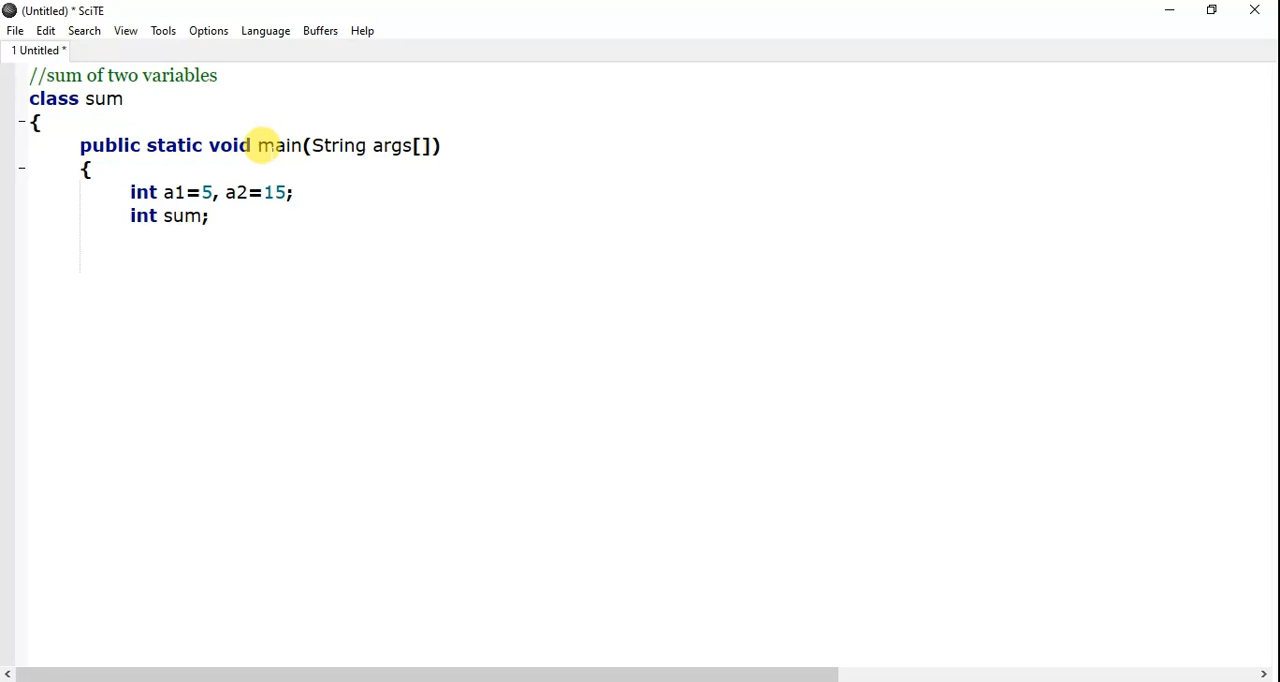 (Untitled) * SciTE
File Edit Search View Tools Options Language Buffers Help
1 Untitled *
//sum of two variables
class sum
{
public static void main(String args[])
{
int a1=5, a2=15;
int sum;